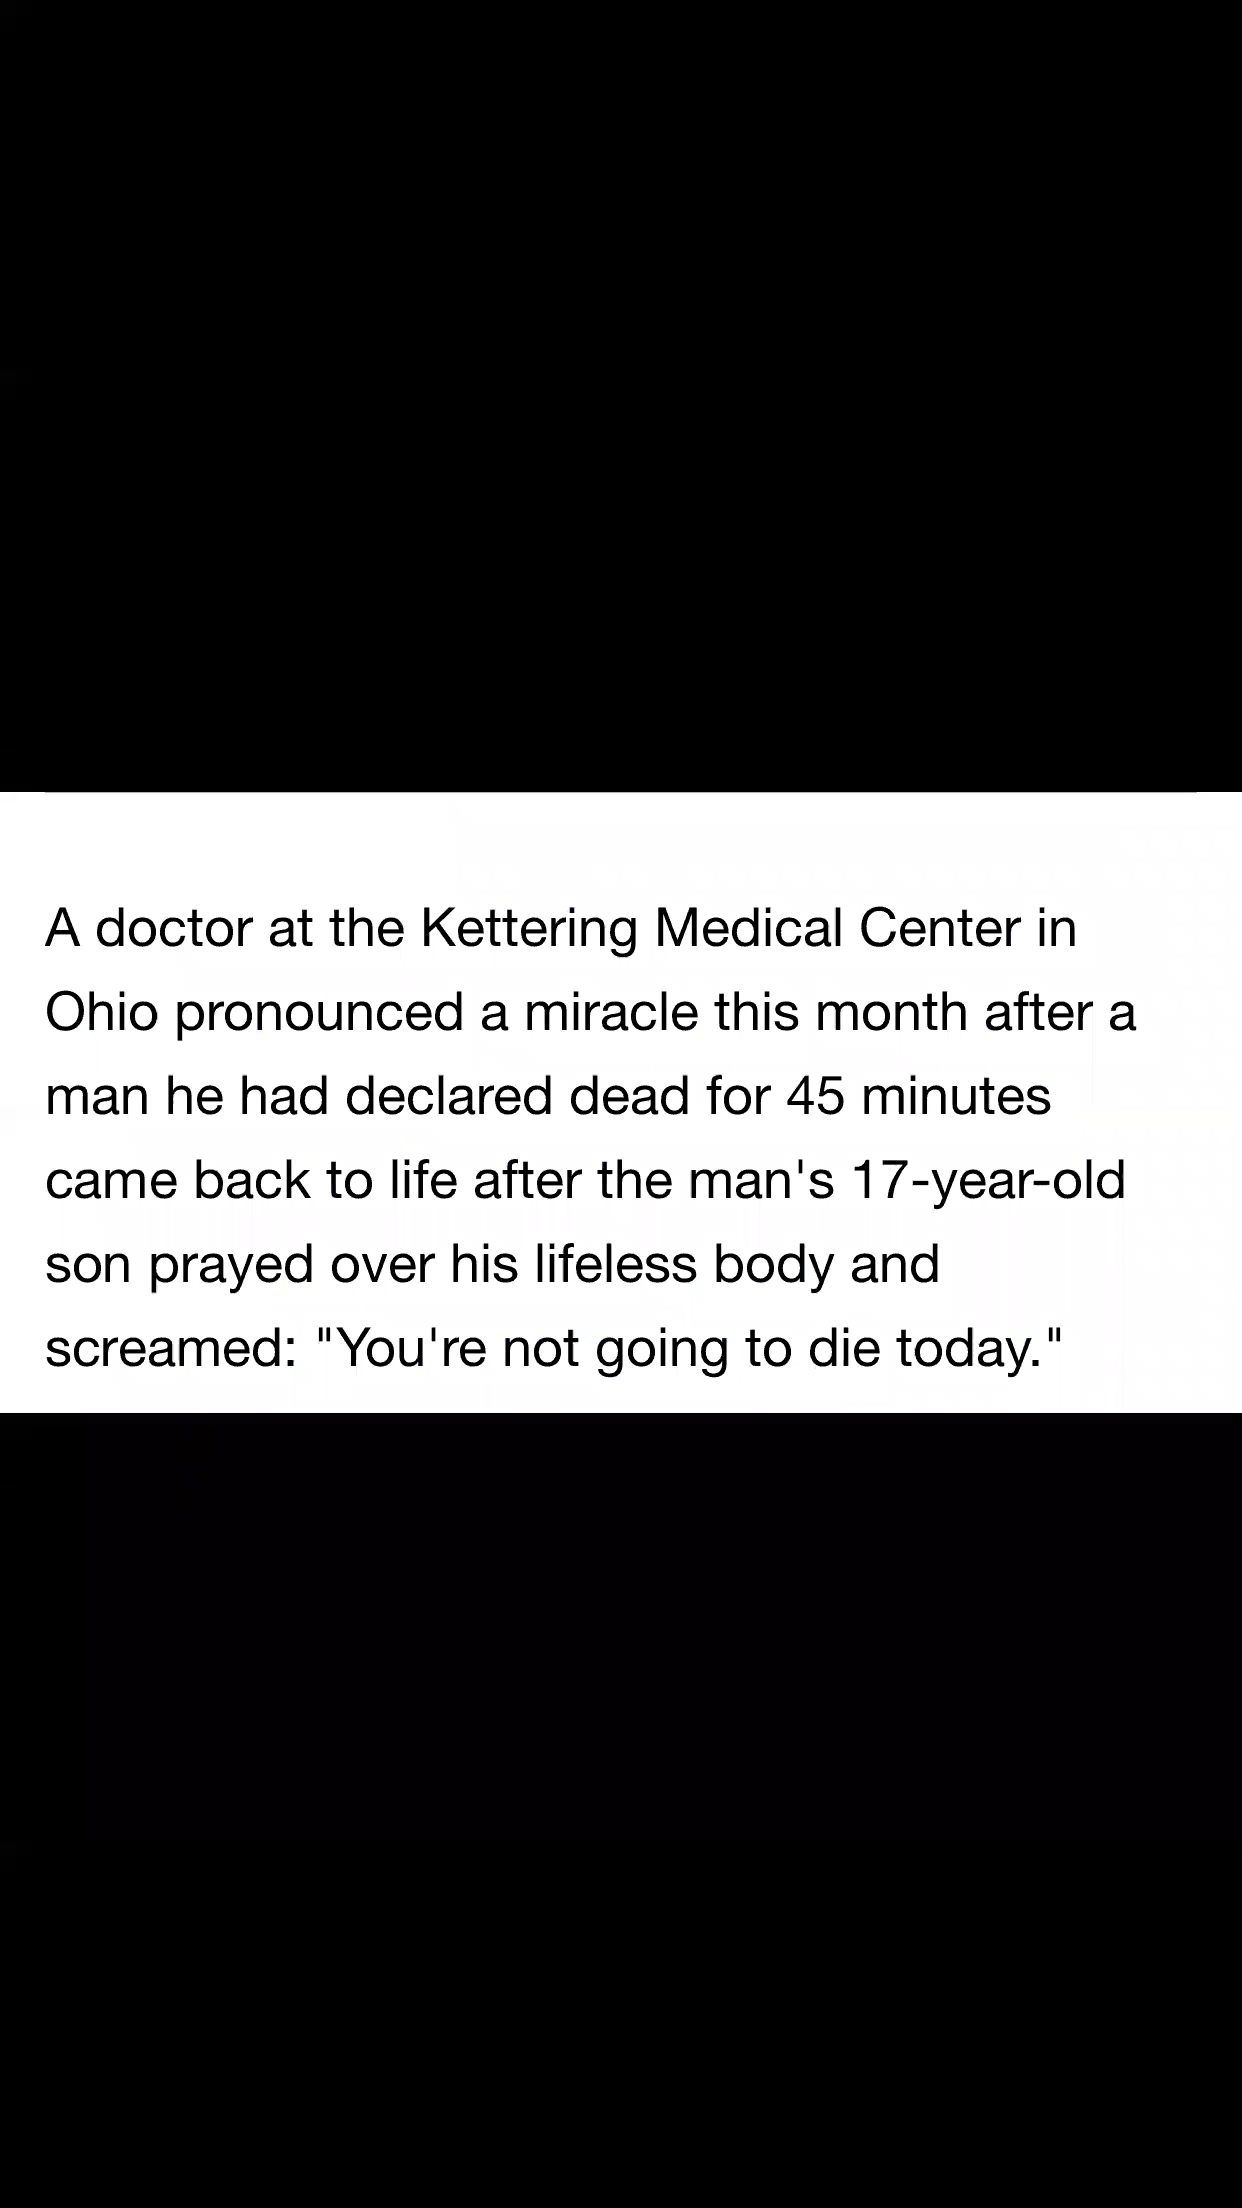 A doctor at the Kettering Medical Center in
Ohio pronounced a miracle this month after a
man he had declared dead for 45 minutes
came back to life after the man's 17-year-old
son prayed over his lifeless body and
screamed: "You're not going to die today."